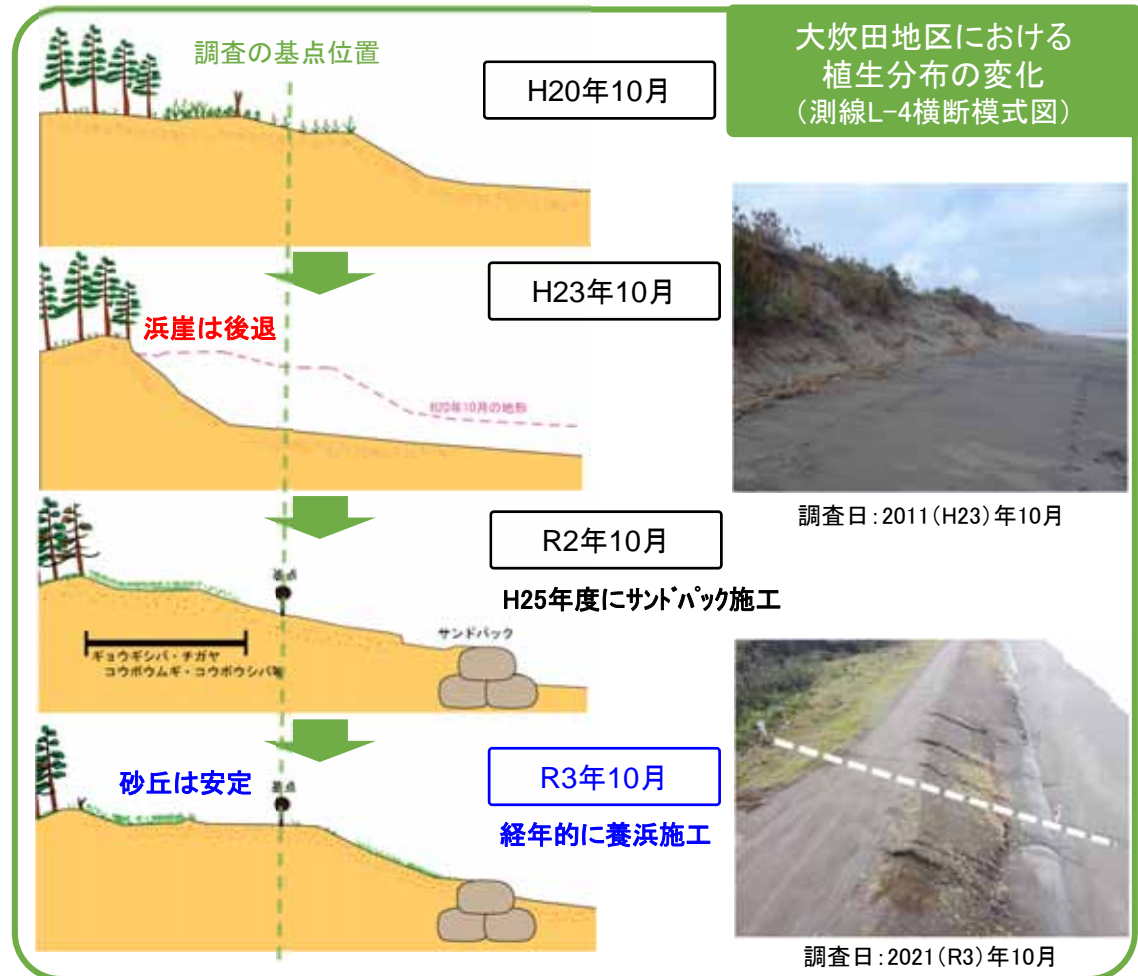 調査の基点位置
H20年10月
大炊田地区における
植生分布の変化
(測線L-4横断模式図)
H23年10月
浜崖は後退
H20年10月の地形
調査日:2011(H23)年10月
R2年10月
H25年度にサンドパック施工
基点
サンドパック
ギョウギシバ・チガヤ
コウボウムギ・コウボウシバ等
砂丘は安定
基点
R3年10月
経年的に養浜施工
調査日:2021(R3)年10月